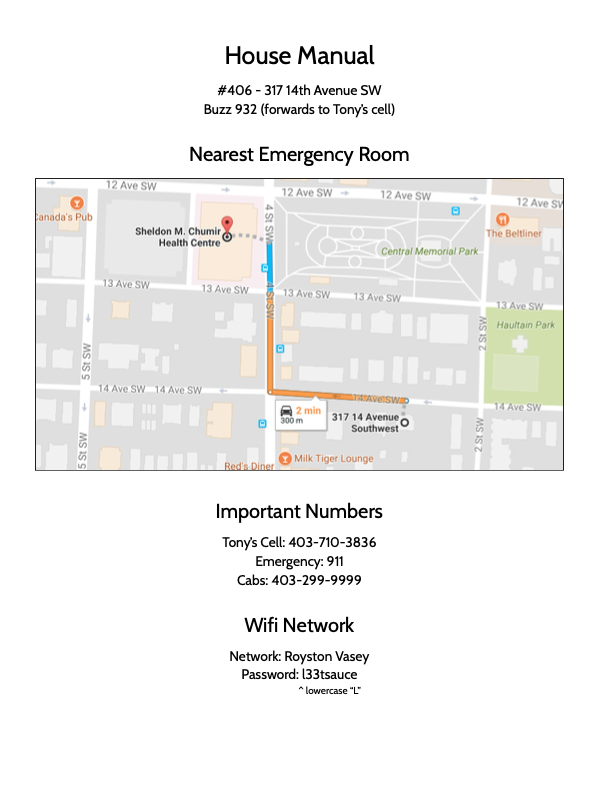 House Manual
#406 - 317 14th Avenue SW
Buzz 932 (forwards to Tony's cell)
Nearest Emergency Room
12 Ave SW
12 Ave SW
12 Ave SW
12 Ave SW
Canada's Pub
Sheldon M. Chumir
Health Centre
4 St SW
The Beltliner
Central Memorial Park
13 Ave SW
13 Ave SW
4 St SW
13 Ave SW
13 Ave SW
13 Ave SW
Haultain Park
5 St SW
2 St SW
14 Ave SW
14 Ave SW
14 Ave SW
14 Ave SW
2 min
300 m
317 14 Avenue
Southwest
5 St SW
2 St SW
Red's Diner
Milk Tiger Lounge
Important Numbers
Tony's Cell: 403-710-3836
Emergency: 911
Cabs: 403-299-9999
Wifi Network
Network: Royston Vasey
Password: l33tsauce
^ lowercase "L"